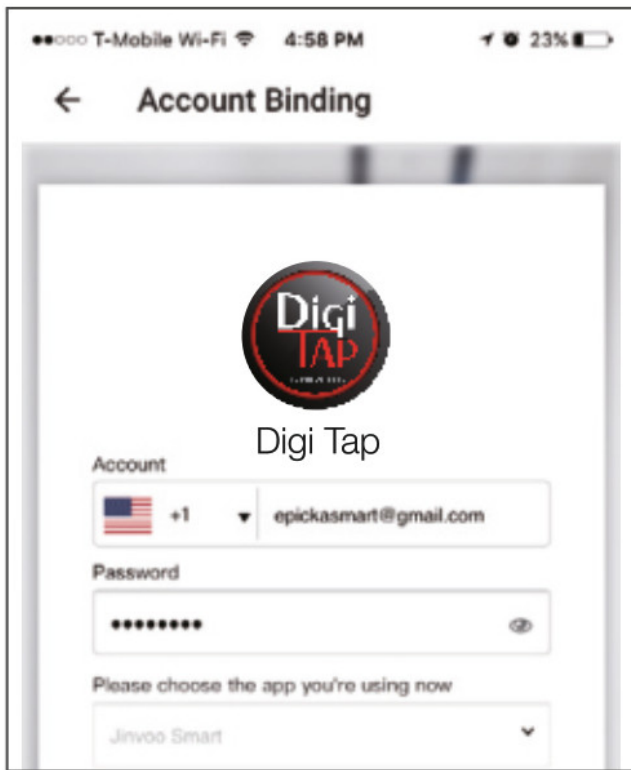 T-Mobile Wi-Fi 4:58 PM 23%
Account Binding
Digi
TAP
Digi Tap
Account
+1 epickasmart@gmail.com
Password
Please choose the app you're using now
Jinvoo Smart